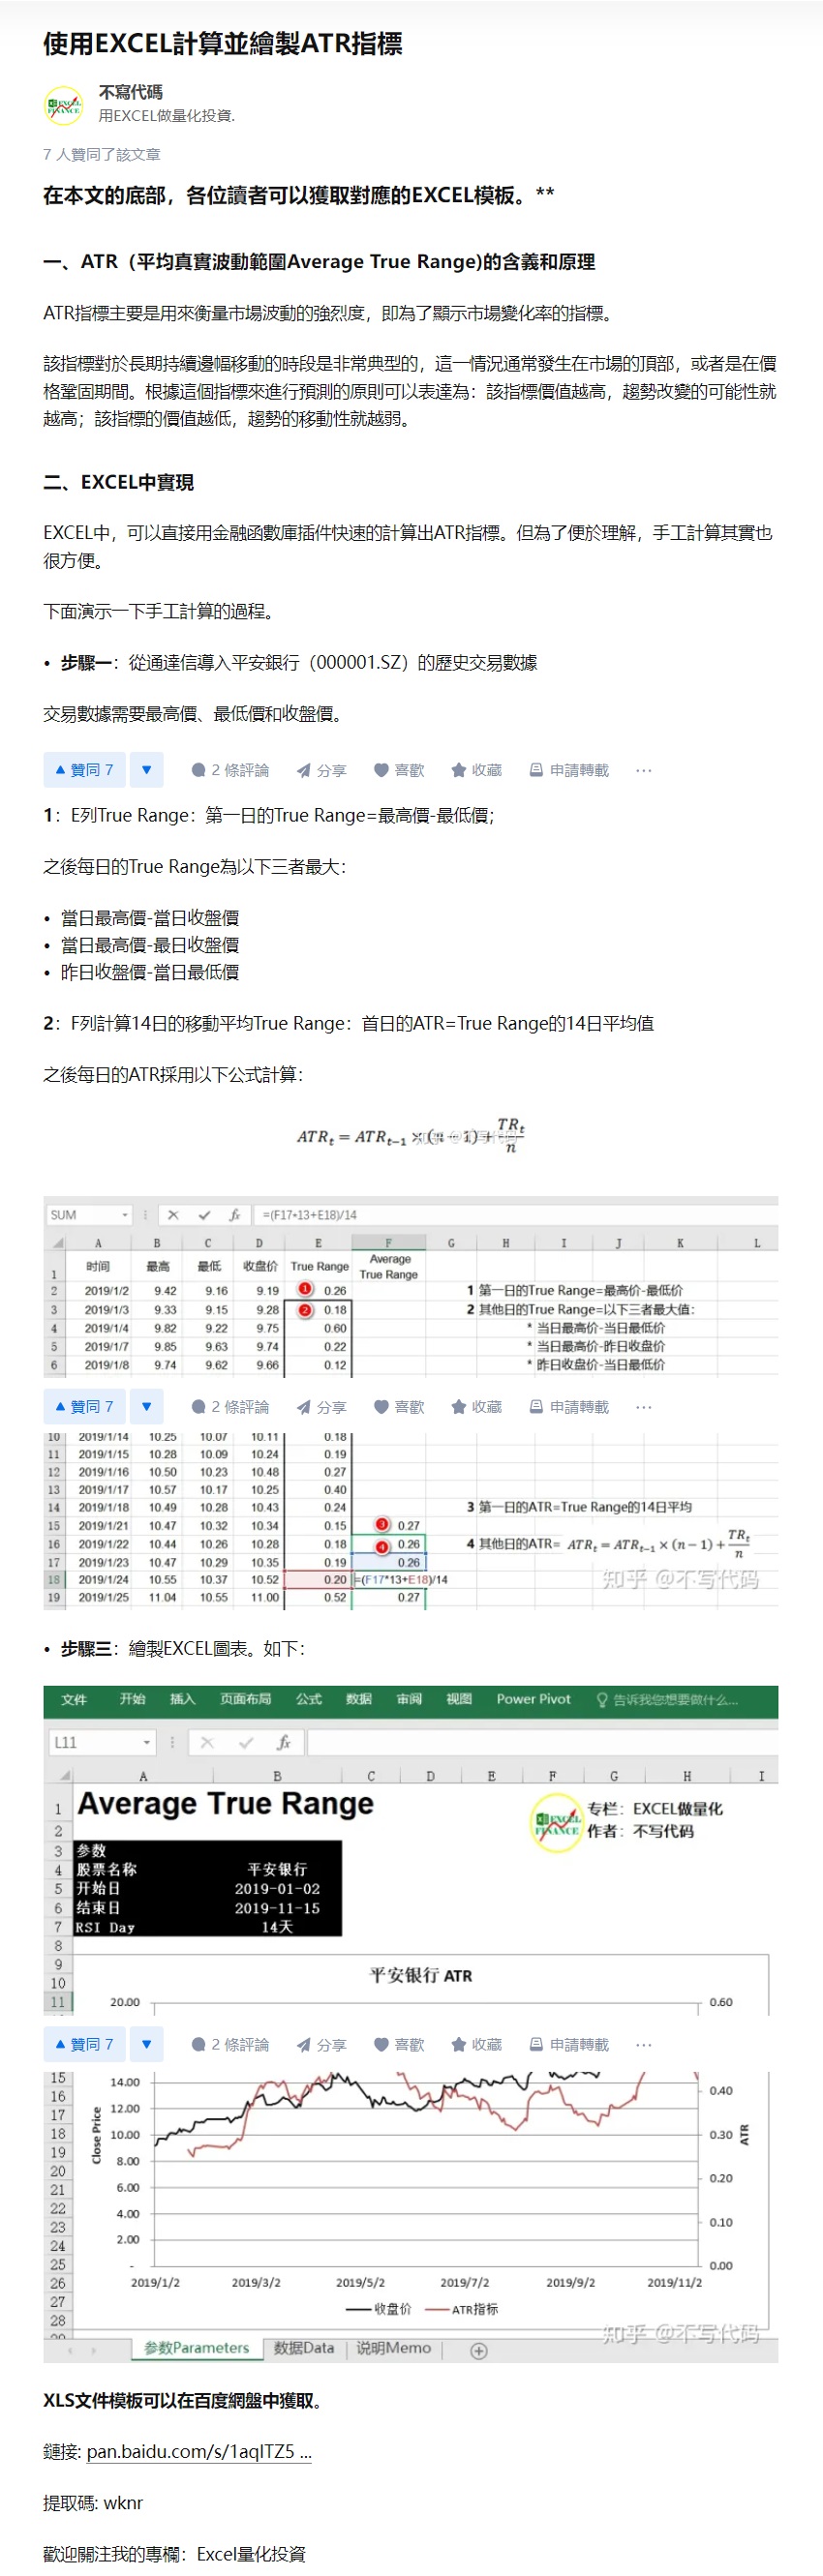 使用EXCEL計算並繪製ATR指標
不寫代碼
用EXCEL做量化投資.
7 人贊同了該文章
在本文的底部，各位讀者可以獲取對應的EXCEL模板。**
一、ATR（平均真實波動範圍Average True Range)的含義和原理
ATR指標主要是用來衡量市場波動的強烈度，即為了顯示市場變化率的指標。
該指標對於長期持續邊幅移動的時段是非常典型的，這一情況通常發生在市場的頂部，或者是在價
格鞏固期間。根據這個指標來進行預測的原則可以表達為：該指標價值越高，趨勢改變的可能性就
越高；該指標的價值越低，趨勢的移動性就越弱。
二、EXCEL中實現
EXCEL中，可以直接用金融函數庫插件快速的計算出ATR指標。但為了便於理解，手工計算其實也
很方便。
下面演示一下手工計算的過程。
• 步驟一：從通達信導入平安銀行（000001.SZ）的歷史交易數據
交易數據需要最高價、最低價和收盤價。
▲ 贊同 7 ▼ 2 條評論 分享 喜歡 收藏 申請轉載 ···
1：E列True Range：第一日的True Range=最高價-最低價；
之後每日的True Range為以下三者最大：
• 當日最高價-當日收盤價
• 當日最高價-最日收盤價
• 昨日收盤價-當日最低價
2：F列計算14日的移動平均True Range：首日的ATR=True Range的14日平均值
之後每日的ATR採用以下公式計算：
ATRt = ATRt−1 × (n − 1) + TRt/n
SUM =(F17*13+E18)/14
A B C D E F G H I J K L
1 时间 最高 最低 收盘价 True Range Average True Range
2 2019/1/2 9.42 9.16 9.19 1 0.26 1 第一日的True Range=最高价-最低价
3 2019/1/3 9.33 9.15 9.28 2 0.18 2 其他日的True Range=以下三者最大值：
4 2019/1/4 9.82 9.22 9.75 0.60 * 当日最高价-当日最低价
5 2019/1/7 9.85 9.63 9.74 0.22 * 当日最高价-昨日收盘价
6 2019/1/8 9.74 9.62 9.66 0.12 * 昨日收盘价-当日最低价
▲ 贊同 7 ▼ 2 條評論 分享 喜歡 收藏 申請轉載 ···
10 2019/1/14 10.25 10.07 10.11 0.18
11 2019/1/15 10.28 10.09 10.24 0.19
12 2019/1/16 10.50 10.23 10.48 0.27
13 2019/1/17 10.57 10.17 10.25 0.40
14 2019/1/18 10.49 10.28 10.43 0.24 3 第一日的ATR=True Range的14日平均
15 2019/1/21 10.47 10.32 10.34 0.15 3 0.27
16 2019/1/22 10.44 10.26 10.28 0.18 4 0.26 4 其他日的ATR= ATRt = ATRt−1 × (n − 1) + TRt/n
17 2019/1/23 10.47 10.29 10.35 0.19 0.26
18 2019/1/24 10.55 10.37 10.52 0.20 =(F17*13+E18)/14
19 2019/1/25 11.04 10.55 11.00 0.52 0.27
知乎 @不写代码
• 步驟三：繪製EXCEL圖表。如下：
文件 开始 插入 页面布局 公式 数据 审阅 视图 Power Pivot 告诉我您想要做什么...
L11
A B C D E F G H I
1 Average True Range
EXCEL FINANCE
专栏：EXCEL做量化
2 作者：不写代码
3 参数
4 股票名称 平安银行
5 开始日 2019-01-02
6 结束日 2019-11-15
7 RSI Day 14天
8
9 平安银行 ATR
10
11 20.00 0.60
▲ 贊同 7 ▼ 2 條評論 分享 喜歡 收藏 申請轉載 ···
15 14.00
16 0.40
17 12.00
18 10.00 0.30
19 8.00
20 0.20
21 6.00
22 4.00
23 0.10
24 2.00
25 - 0.00
Close Price
ATR
26 2019/1/2 2019/3/2 2019/5/2 2019/7/2 2019/9/2 2019/11/2
27 收盘价 ATR指标
28
知乎 @不写代码
参数Parameters 数据Data 说明Memo
XLS文件模板可以在百度網盤中獲取。
鏈接: pan.baidu.com/s/1aqITZ5 ...
提取碼: wknr
歡迎關注我的專欄：Excel量化投資